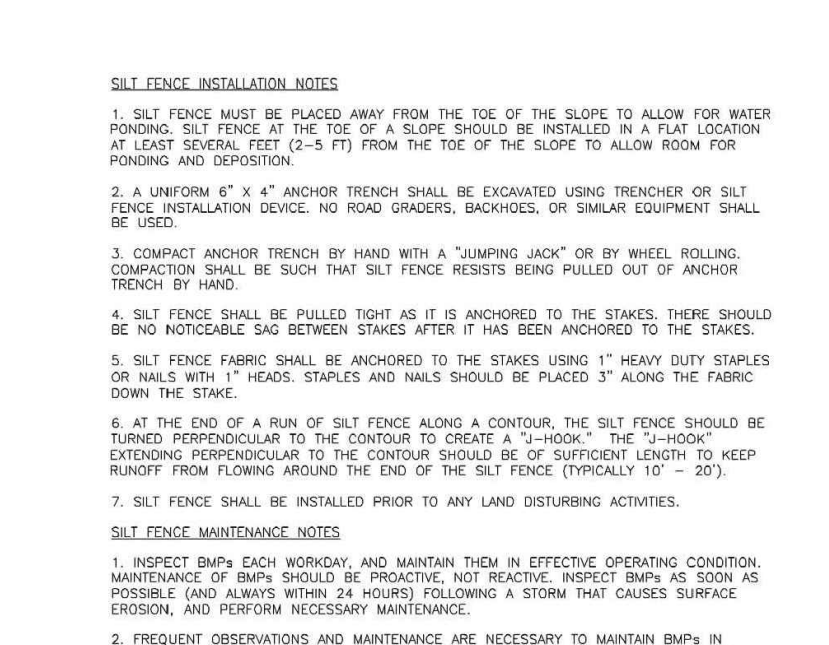 SILT FENCE INSTALLATION NOTES
1. SILT FENCE MUST BE PLACED AWAY FROM THE TOE OF THE SLOPE TO ALLOW FOR WATER
PONDING. SILT FENCE AT THE TOE OF A SLOPE SHOULD BE INSTALLED IN A FLAT LOCATION
AT LEAST SEVERAL FEET (2–5 FT) FROM THE TOE OF THE SLOPE TO ALLOW ROOM FOR
PONDING AND DEPOSITION.
2. A UNIFORM 6" X 4" ANCHOR TRENCH SHALL BE EXCAVATED USING TRENCHER OR SILT
FENCE INSTALLATION DEVICE. NO ROAD GRADERS, BACKHOES, OR SIMILAR EQUIPMENT SHALL
BE USED.
3. COMPACT ANCHOR TRENCH BY HAND WITH A "JUMPING JACK" OR BY WHEEL ROLLING.
COMPACTION SHALL BE SUCH THAT SILT FENCE RESISTS BEING PULLED OUT OF ANCHOR
TRENCH BY HAND.
4. SILT FENCE SHALL BE PULLED TIGHT AS IT IS ANCHORED TO THE STAKES. THERE SHOULD
BE NO NOTICEABLE SAG BETWEEN STAKES AFTER IT HAS BEEN ANCHORED TO THE STAKES.
5. SILT FENCE FABRIC SHALL BE ANCHORED TO THE STAKES USING 1" HEAVY DUTY STAPLES
OR NAILS WITH 1" HEADS. STAPLES AND NAILS SHOULD BE PLACED 3" ALONG THE FABRIC
DOWN THE STAKE.
6. AT THE END OF A RUN OF SILT FENCE ALONG A CONTOUR, THE SILT FENCE SHOULD BE
TURNED PERPENDICULAR TO THE CONTOUR TO CREATE A "J–HOOK." THE "J–HOOK"
EXTENDING PERPENDICULAR TO THE CONTOUR SHOULD BE OF SUFFICIENT LENGTH TO KEEP
RUNOFF FROM FLOWING AROUND THE END OF THE SILT FENCE (TYPICALLY 10' – 20').
7. SILT FENCE SHALL BE INSTALLED PRIOR TO ANY LAND DISTURBING ACTIVITIES.
SILT FENCE MAINTENANCE NOTES
1. INSPECT BMPs EACH WORKDAY, AND MAINTAIN THEM IN EFFECTIVE OPERATING CONDITION.
MAINTENANCE OF BMPs SHOULD BE PROACTIVE, NOT REACTIVE. INSPECT BMPs AS SOON AS
POSSIBLE (AND ALWAYS WITHIN 24 HOURS) FOLLOWING A STORM THAT CAUSES SURFACE
EROSION, AND PERFORM NECESSARY MAINTENANCE.
2. FREQUENT OBSERVATIONS AND MAINTENANCE ARE NECESSARY TO MAINTAIN BMPs IN